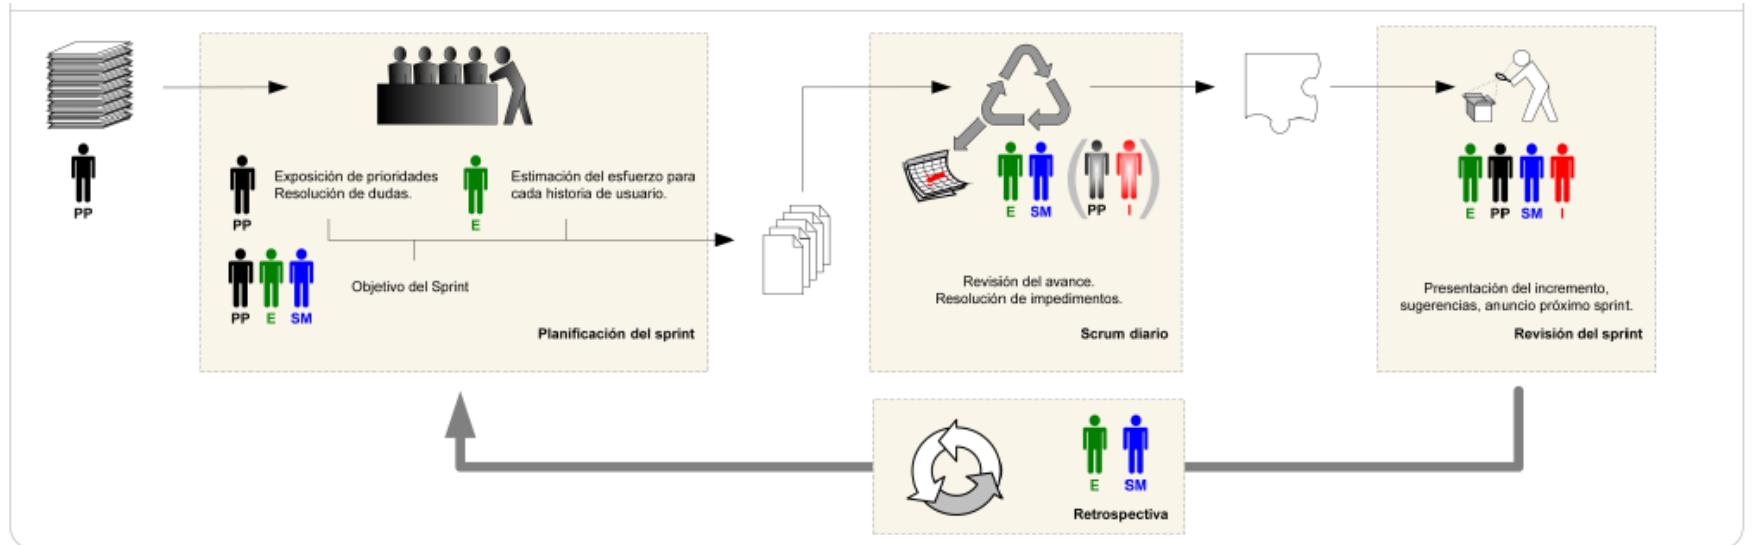 PP
PP
Exposición de prioridades
Resolución de dudas.
E
Estimación del esfuerzo para
cada historia de usuario.
PP E SM
Objetivo del Sprint
Planificación del sprint
E SM PP I
Revisión del avance.
Resolución de impedimentos.
Scrum diario
E PP SM I
Presentación del incremento,
sugerencias, anuncio próximo sprint.
Revisión del sprint
E SM
Retrospectiva